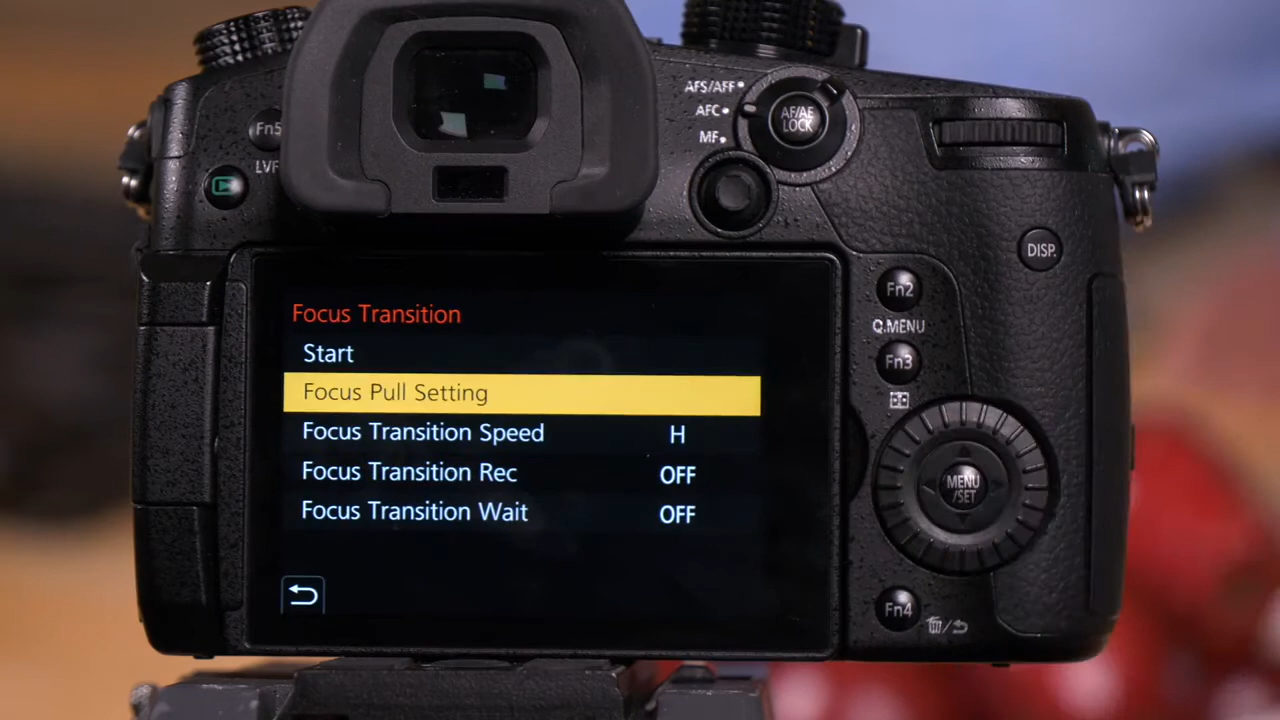 AFS/AFF
AFC
MF
AF/AE
LOCK
Fn5
LVF
DISP.
Fn2
Q.MENU
Fn3
MENU
/SET
Fn4
Focus Transition
Start
Focus Pull Setting
Focus Transition Speed H
Focus Transition Rec OFF
Focus Transition Wait OFF